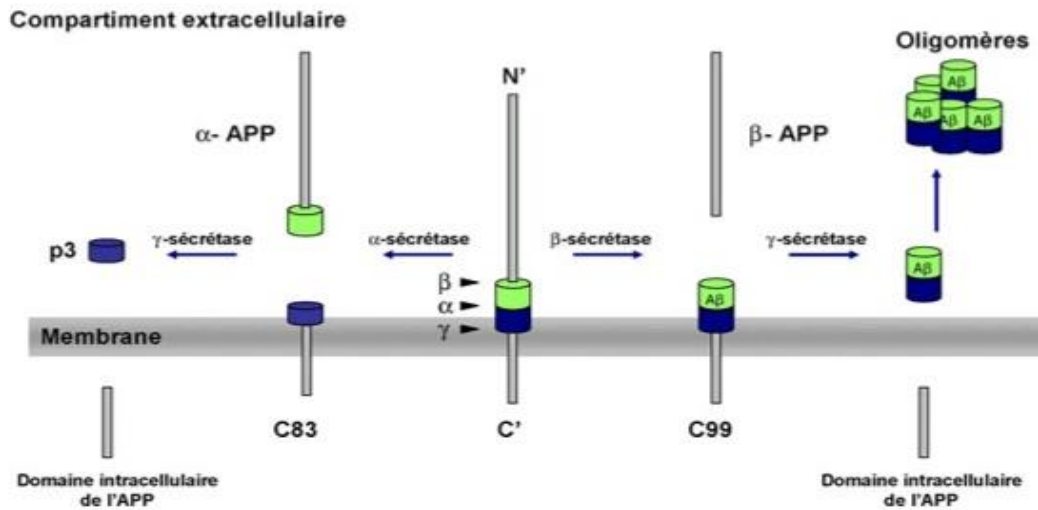 Compartiment extracellulaire
Oligomères
N'
Aβ
Aβ
Aβ
Aβ
α- APP
β- APP
p3
γ-sécrétase
α-sécrétase
β-sécrétase
γ-sécrétase
β
α
γ
Aβ
Aβ
Membrane
C83
C'
C99
Domaine intracellulaire
de l'APP
Domaine intracellulaire
de l'APP